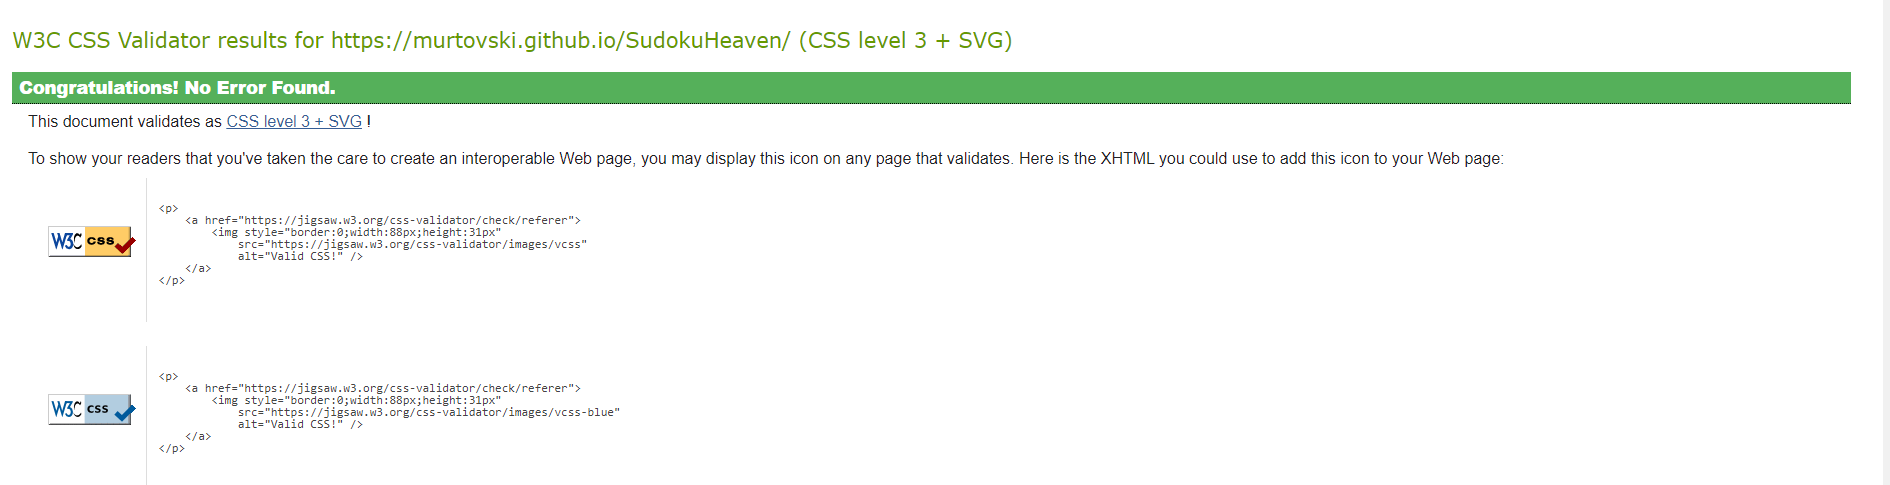 W3C CSS Validator results for https://murtovski.github.io/SudokuHeaven/ (CSS level 3 + SVG)
Congratulations! No Error Found.
This document validates as CSS level 3 + SVG !
To show your readers that you've taken the care to create an interoperable Web page, you may display this icon on any page that validates. Here is the XHTML you could use to add this icon to your Web page:
W3C css
<p>
<a href="https://jigsaw.w3.org/css-validator/check/referer">
<img style="border:0;width:88px;height:31px"
src="https://jigsaw.w3.org/css-validator/images/vcss"
alt="Valid CSS!" />
</a>
</p>
W3C css
<p>
<a href="https://jigsaw.w3.org/css-validator/check/referer">
<img style="border:0;width:88px;height:31px"
src="https://jigsaw.w3.org/css-validator/images/vcss-blue"
alt="Valid CSS!" />
</a>
</p>